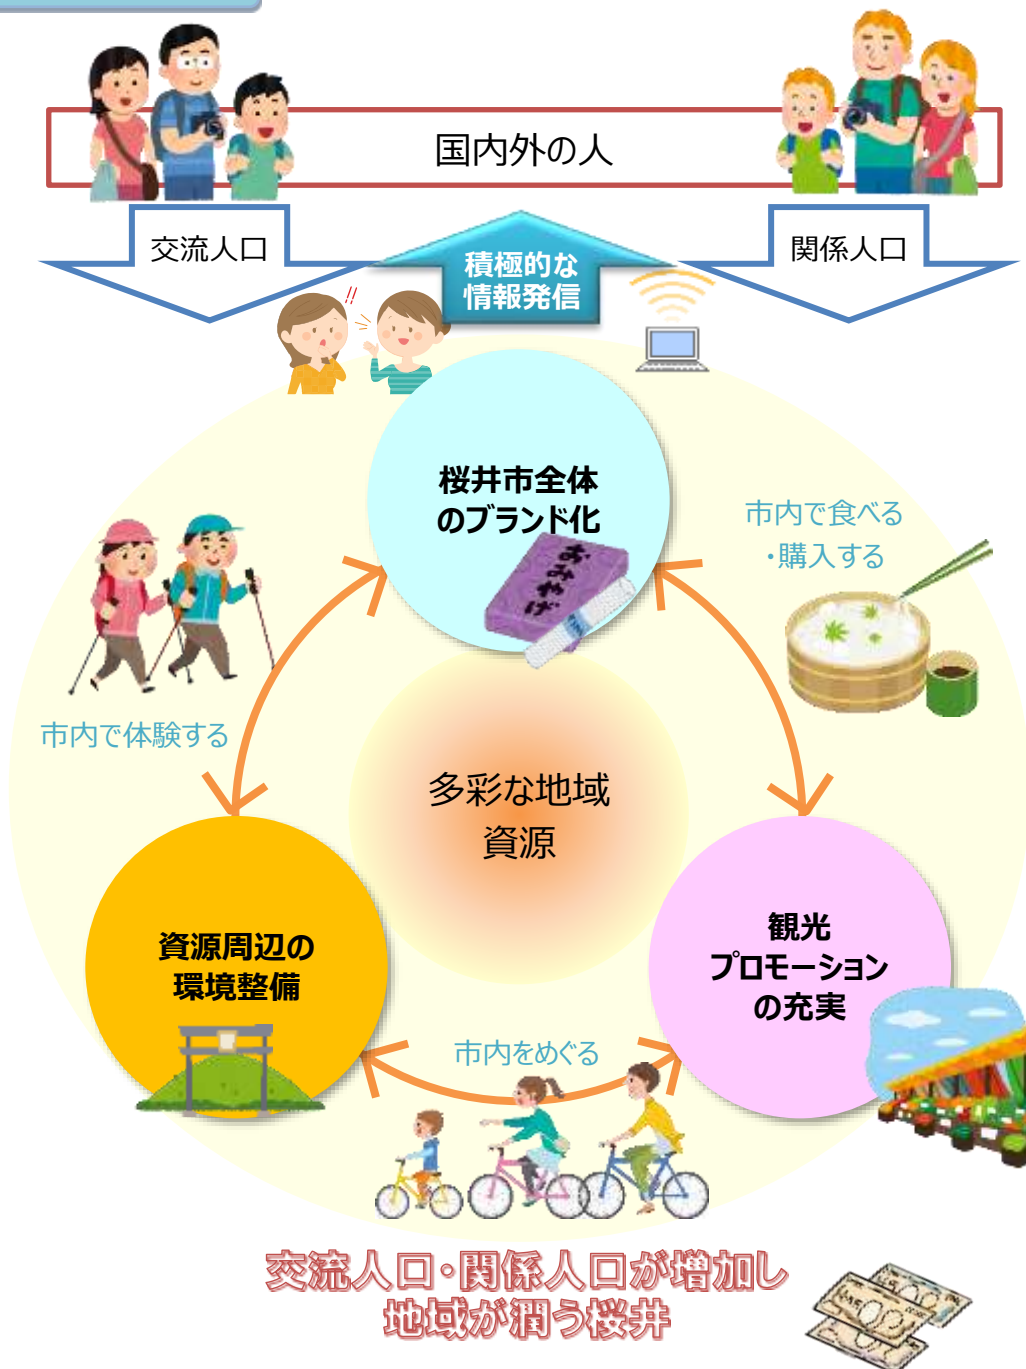 国内外の人
交流人口
積極的な
情報発信
関係人口
桜井市全体
のブランド化
おみやげ
市内で食べる
・購入する
市内で体験する
多彩な地域
資源
資源周辺の
環境整備
観光
プロモーション
の充実
市内をめぐる
交流人口・関係人口が増加し
地域が潤う桜井